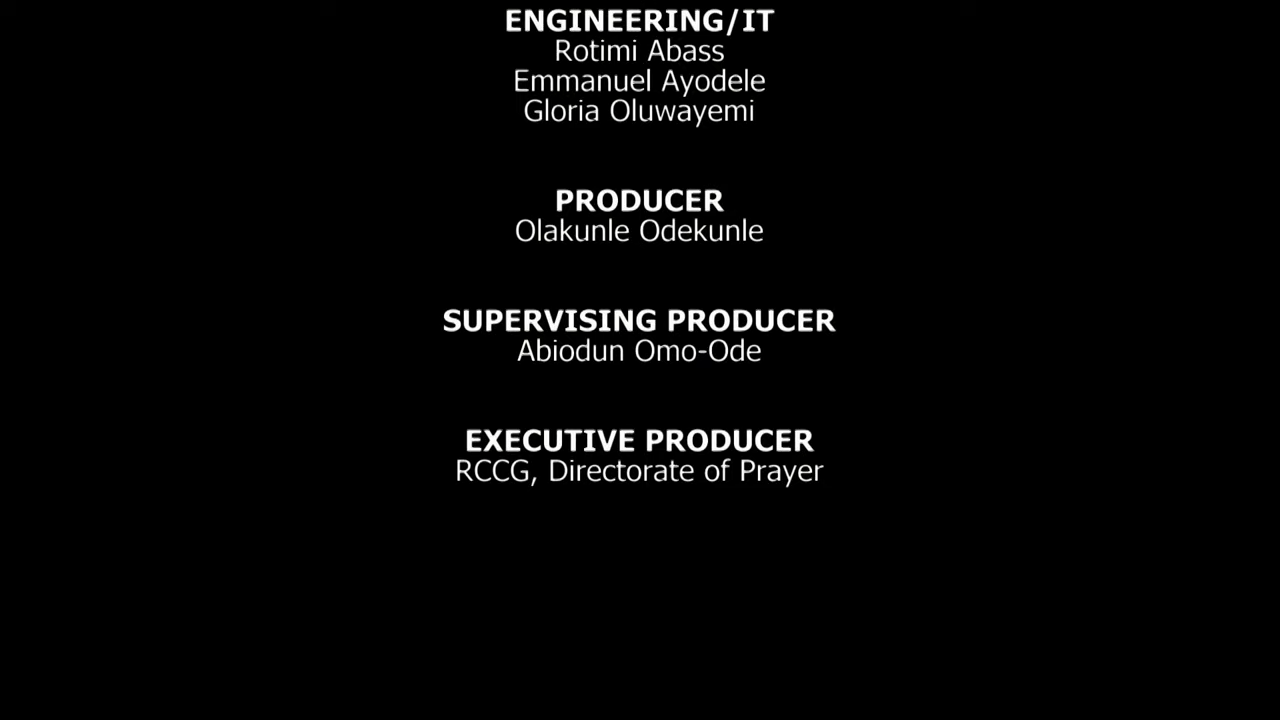 ENGINEERING/IT
Rotimi Abass
Emmanuel Ayodele
Gloria Oluwayemi
PRODUCER
Olakunle Odekunle
SUPERVISING PRODUCER
Abiodun Omo-Ode
EXECUTIVE PRODUCER
RCCG, Directorate of Prayer